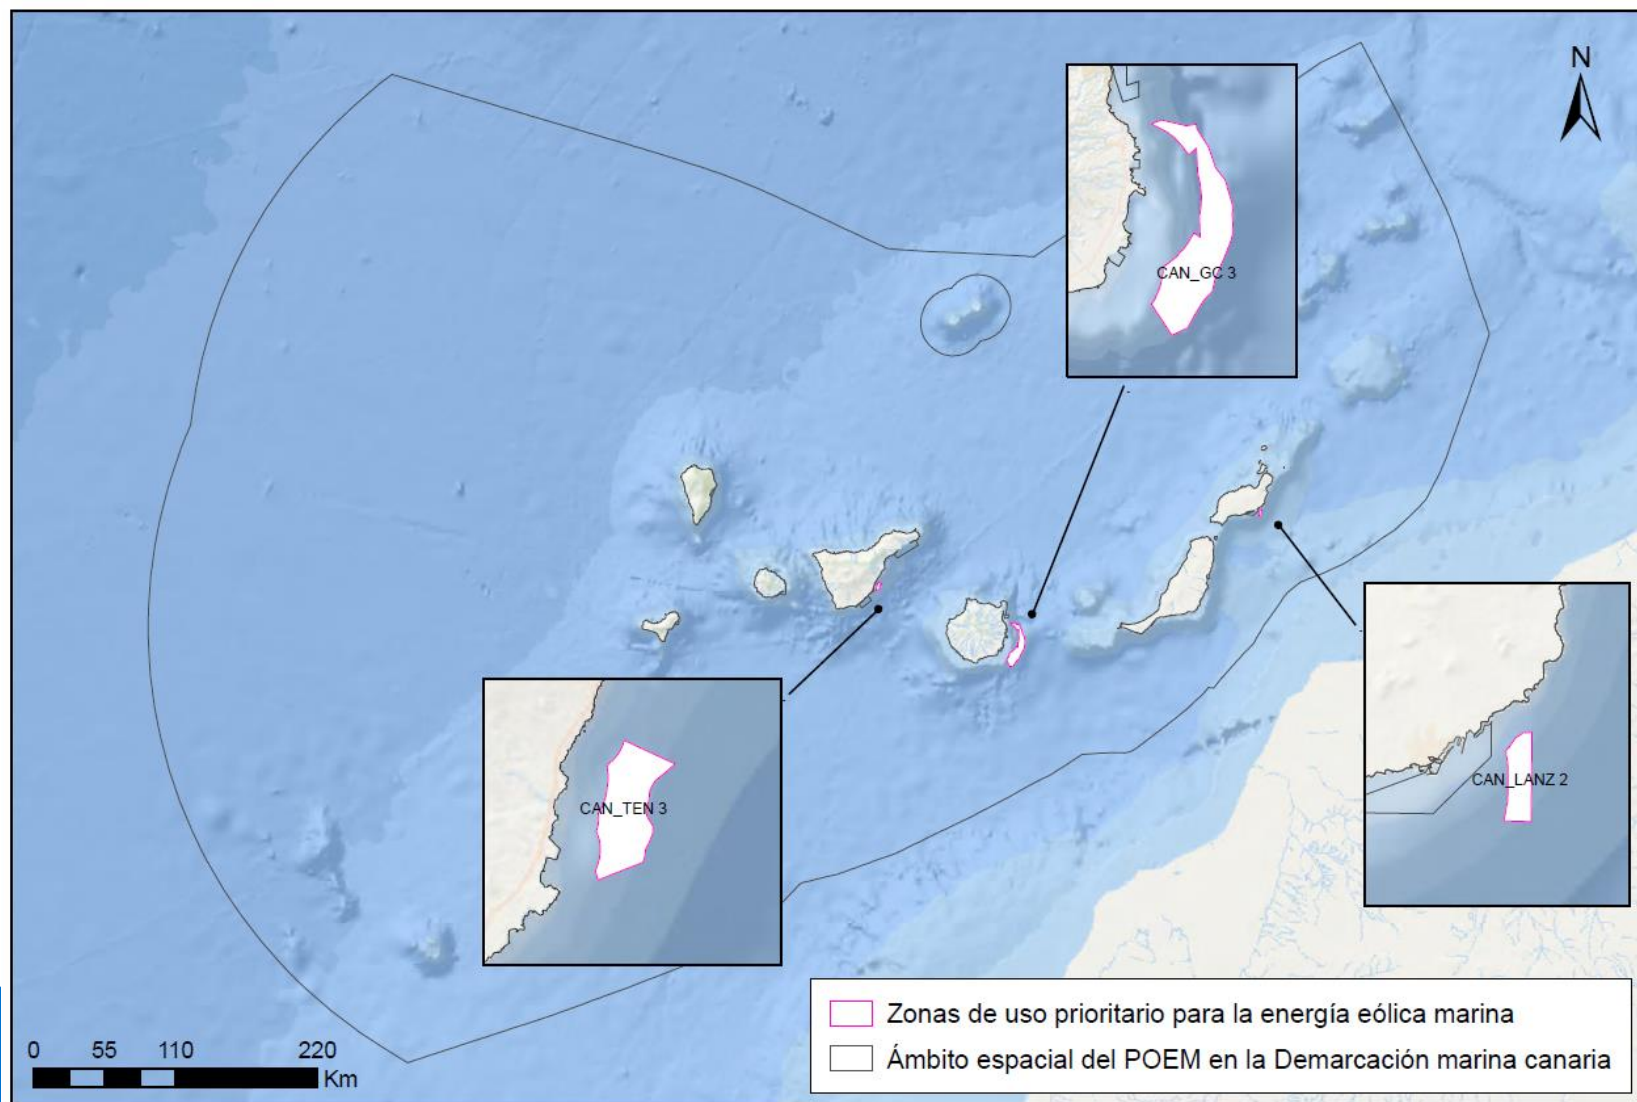 N
CAN_GC 3
CAN_TEN 3
CAN_LANZ 2
Zonas de uso prioritario para la energía eólica marina
Ámbito espacial del POEM en la Demarcación marina canaria
0 55 110 220
Km